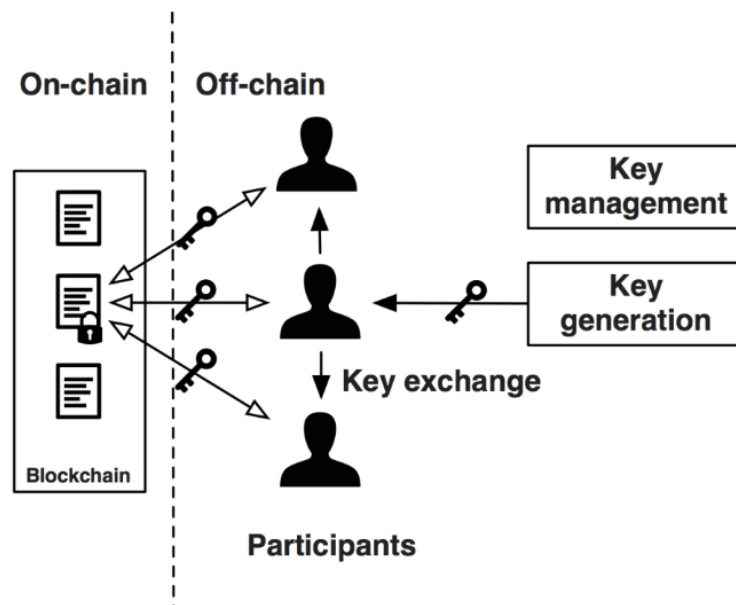 On-chain
Off-chain
Key
management
Key
generation
Key exchange
Blockchain
Participants